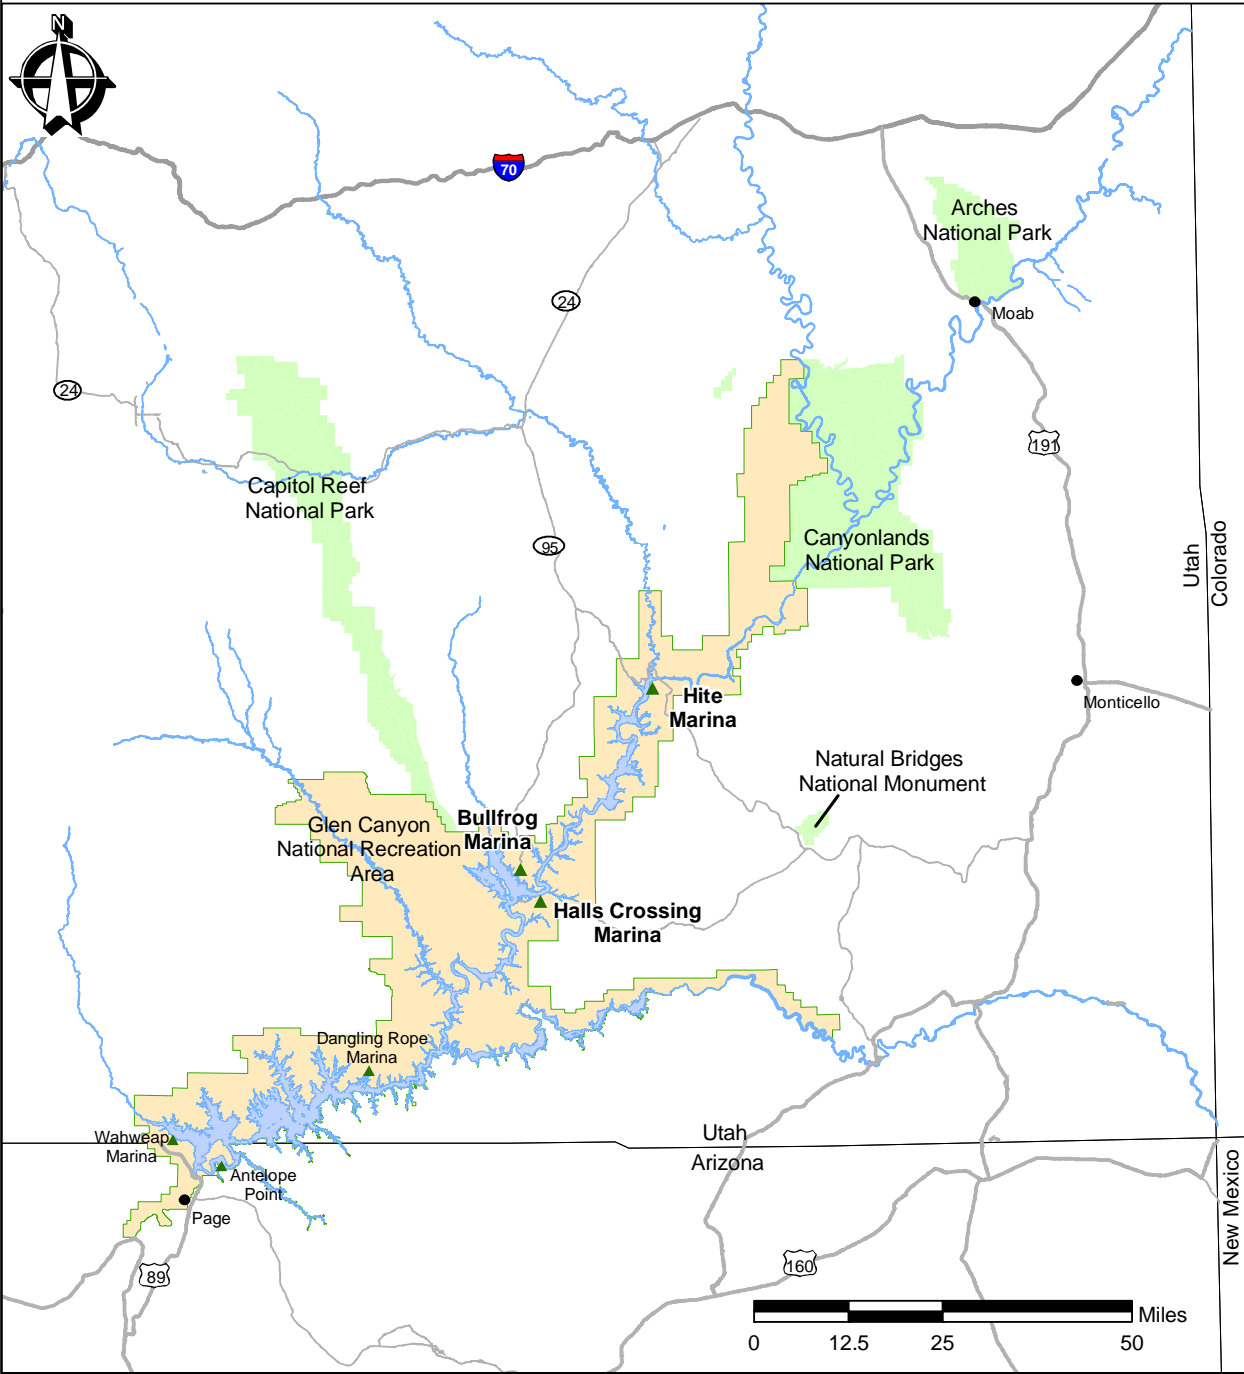 N
70
Arches
National Park
24
Moab
24
191
Capitol Reef
National Park
Canyonlands
National Park
95
Utah
Colorado
Hite
Marina
Monticello
Natural Bridges
National Monument
Bullfrog
Marina
Glen Canyon
National Recreation
Area
Halls Crossing
Marina
Dangling Rope
Marina
Wahweap
Marina
Utah
Arizona
Antelope
Point
New Mexico
Page
89
160
Miles
0 12.5 25 50